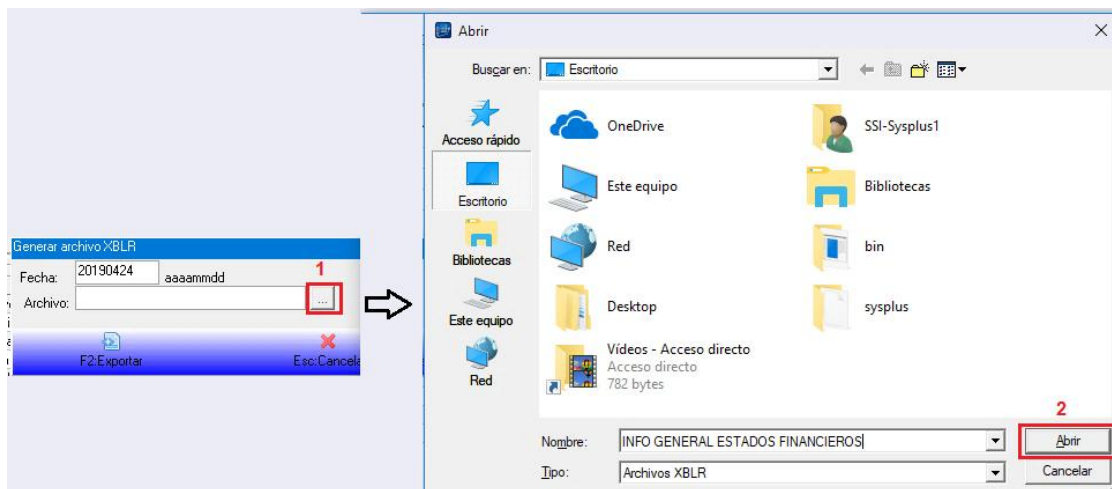 Generar archivo XBLR
Fecha: 20190424 aaaammdd
1
Archivo: ...
F2:Exportar Esc:Cancela
Abrir
Buscar en: Escritorio
Acceso rápido
Escritorio
Bibliotecas
Este equipo
Red
OneDrive
SSI-Sysplus1
Este equipo
Bibliotecas
Red
bin
Desktop
sysplus
Vídeos - Acceso directo
Acceso directo
782 bytes
2
Nombre: INFO GENERAL ESTADOS FINANCIEROS Abrir
Tipo: Archivos XBLR Cancelar